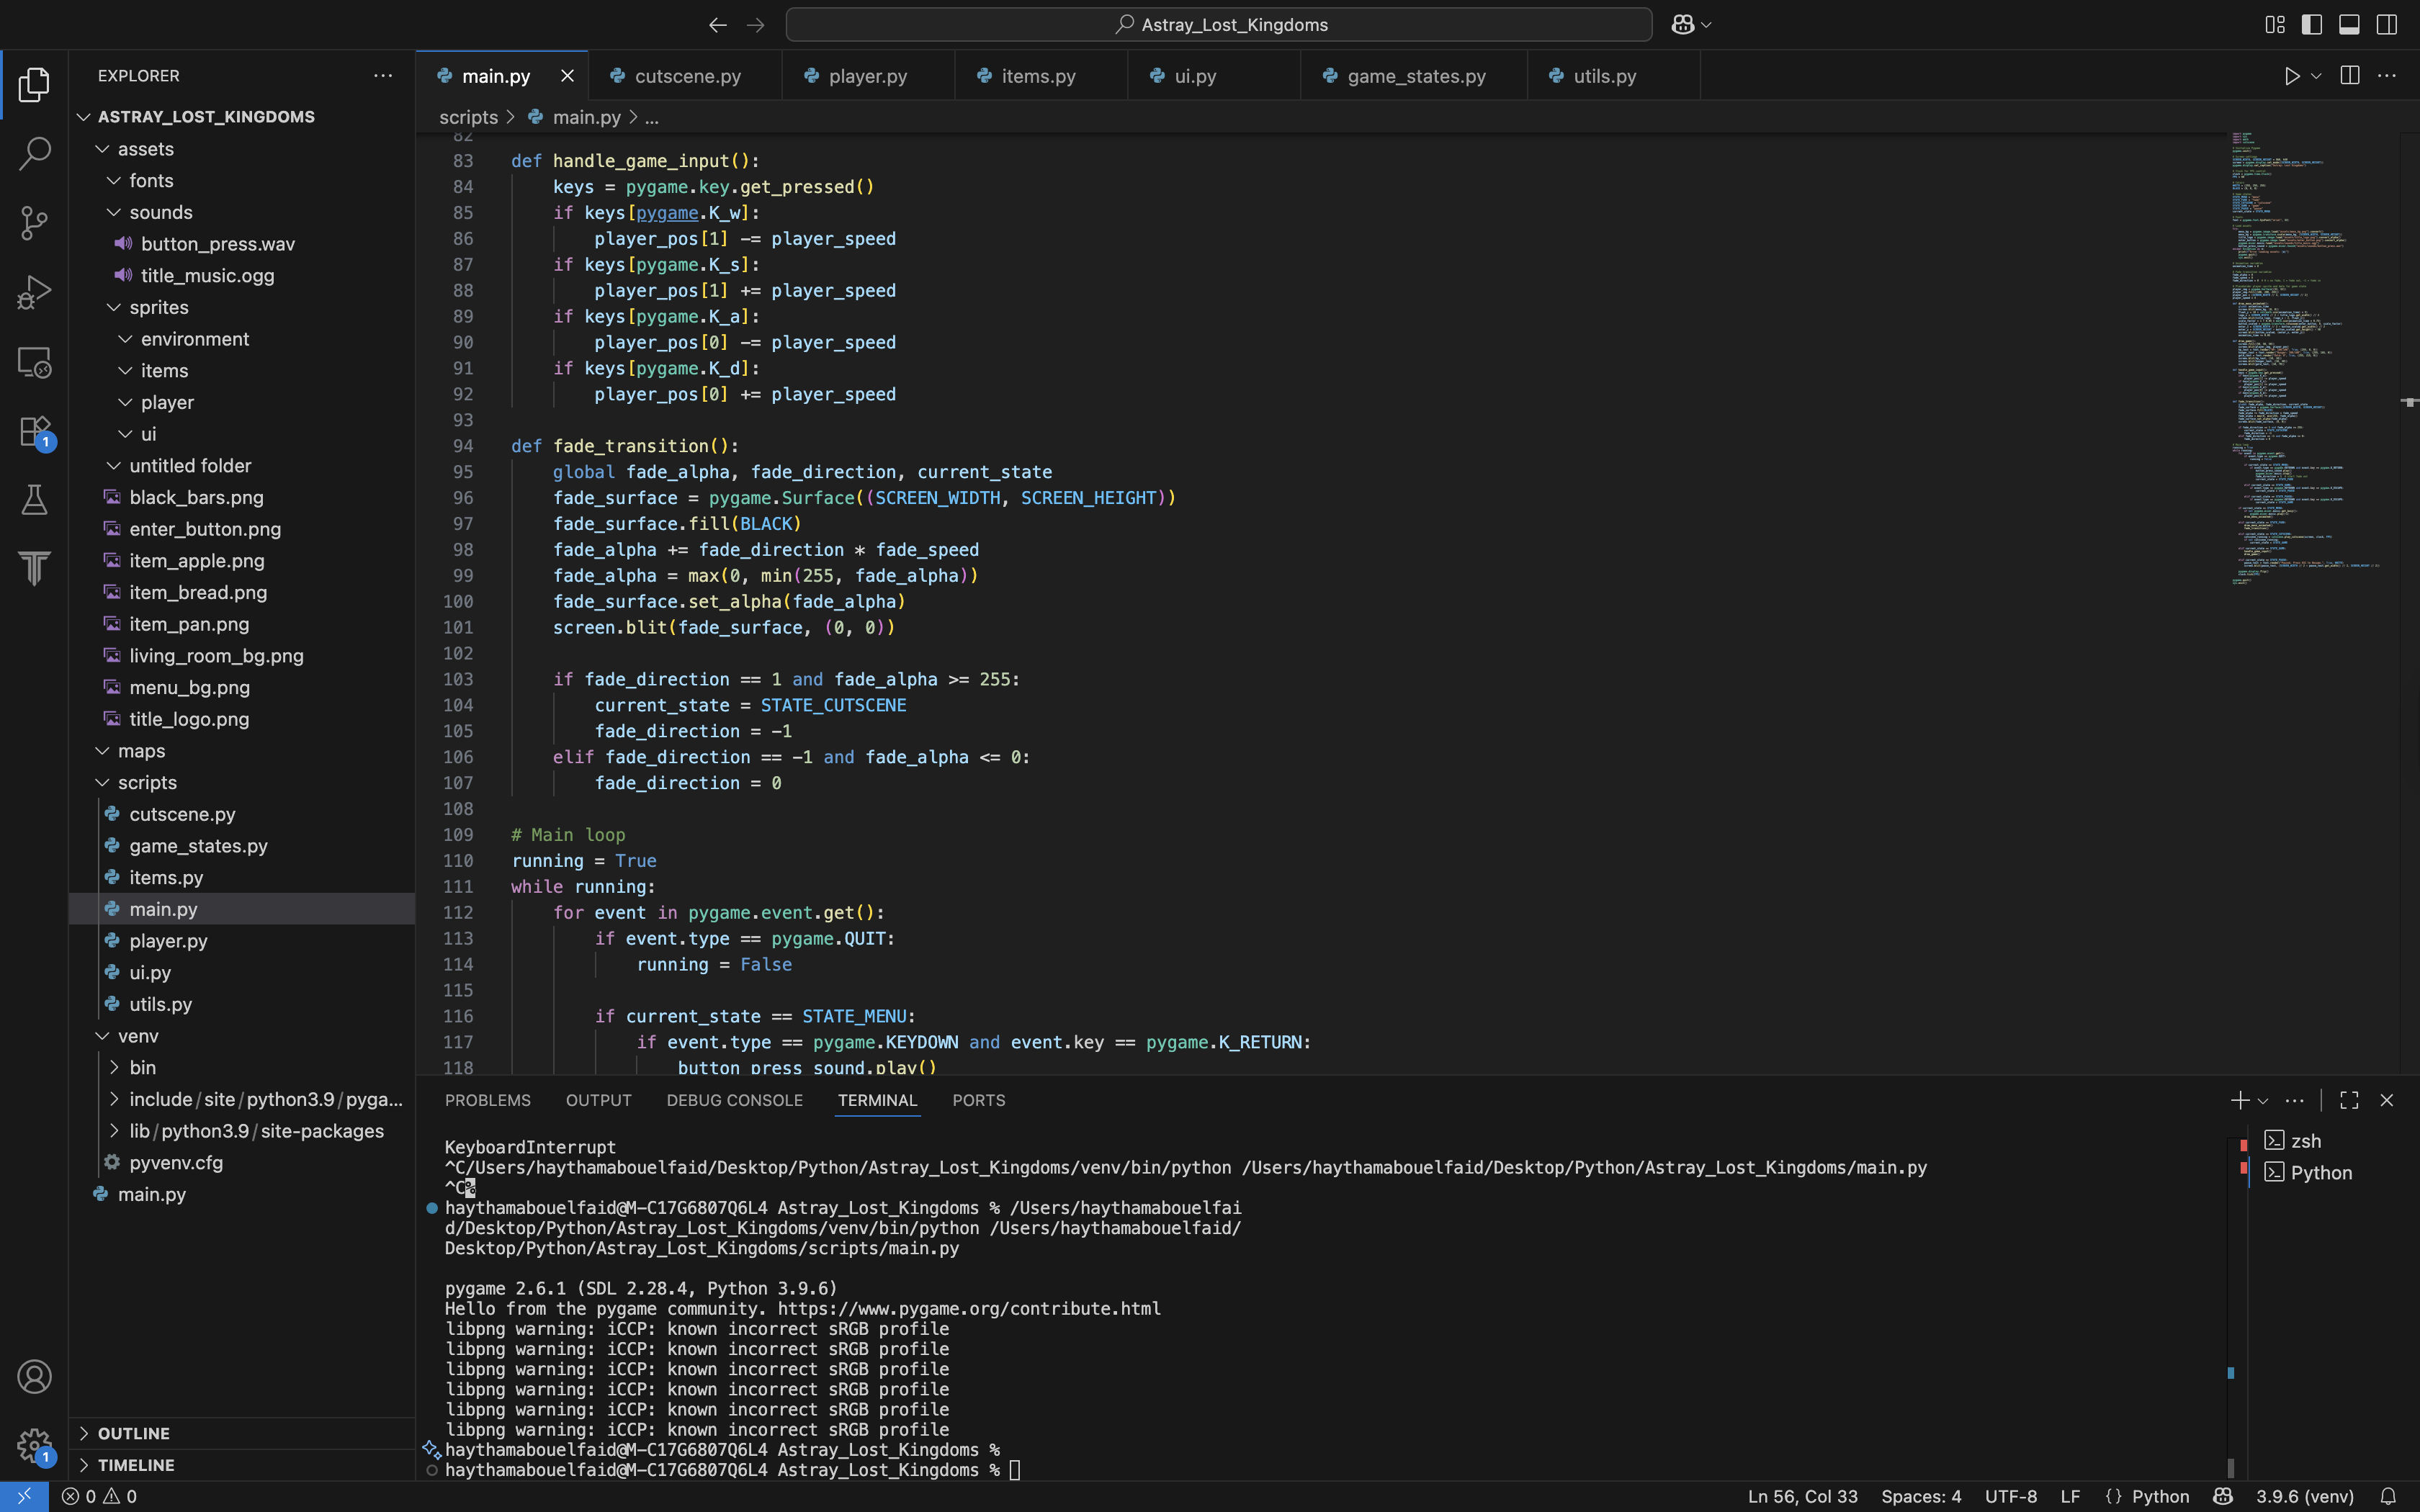 Astray_Lost_Kingdoms
EXPLORER
ASTRAY_LOST_KINGDOMS
assets
fonts
sounds
button_press.wav
title_music.ogg
sprites
environment
items
player
ui
untitled folder
black_bars.png
enter_button.png
item_apple.png
item_bread.png
item_pan.png
living_room_bg.png
menu_bg.png
title_logo.png
maps
scripts
cutscene.py
game_states.py
items.py
main.py
player.py
ui.py
utils.py
venv
bin
include/site/python3.9/pyga...
lib/python3.9/site-packages
pyvenv.cfg
main.py
OUTLINE
TIMELINE
1
1
main.py
cutscene.py
player.py
items.py
ui.py
game_states.py
utils.py
scripts > main.py > ...
82
83 def handle_game_input():
84 keys = pygame.key.get_pressed()
85 if keys[pygame.K_w]:
86 player_pos[1] -= player_speed
87 if keys[pygame.K_s]:
88 player_pos[1] += player_speed
89 if keys[pygame.K_a]:
90 player_pos[0] -= player_speed
91 if keys[pygame.K_d]:
92 player_pos[0] += player_speed
93
94 def fade_transition():
95 global fade_alpha, fade_direction, current_state
96 fade_surface = pygame.Surface((SCREEN_WIDTH, SCREEN_HEIGHT))
97 fade_surface.fill(BLACK)
98 fade_alpha += fade_direction * fade_speed
99 fade_alpha = max(0, min(255, fade_alpha))
100 fade_surface.set_alpha(fade_alpha)
101 screen.blit(fade_surface, (0, 0))
102
103 if fade_direction == 1 and fade_alpha >= 255:
104 current_state = STATE_CUTSCENE
105 fade_direction = -1
106 elif fade_direction == -1 and fade_alpha <= 0:
107 fade_direction = 0
108
109 # Main loop
110 running = True
111 while running:
112 for event in pygame.event.get():
113 if event.type == pygame.QUIT:
114 running = False
115
116 if current_state == STATE_MENU:
117 if event.type == pygame.KEYDOWN and event.key == pygame.K_RETURN:
118 button_press_sound.play()
PROBLEMS OUTPUT DEBUG CONSOLE TERMINAL PORTS
KeyboardInterrupt
^C/Users/haythamabouelfaid/Desktop/Python/Astray_Lost_Kingdoms/venv/bin/python /Users/haythamabouelfaid/Desktop/Python/Astray_Lost_Kingdoms/main.py
^C%
haythamabouelfaid@M-C17G6807Q6L4 Astray_Lost_Kingdoms % /Users/haythamabouelfai
d/Desktop/Python/Astray_Lost_Kingdoms/venv/bin/python /Users/haythamabouelfaid/
Desktop/Python/Astray_Lost_Kingdoms/scripts/main.py
pygame 2.6.1 (SDL 2.28.4, Python 3.9.6)
Hello from the pygame community. https://www.pygame.org/contribute.html
libpng warning: iCCP: known incorrect sRGB profile
libpng warning: iCCP: known incorrect sRGB profile
libpng warning: iCCP: known incorrect sRGB profile
libpng warning: iCCP: known incorrect sRGB profile
libpng warning: iCCP: known incorrect sRGB profile
libpng warning: iCCP: known incorrect sRGB profile
haythamabouelfaid@M-C17G6807Q6L4 Astray_Lost_Kingdoms %
haythamabouelfaid@M-C17G6807Q6L4 Astray_Lost_Kingdoms %
zsh
Python
0 0
Ln 56, Col 33 Spaces: 4 UTF-8 LF {} Python 3.9.6 (venv)